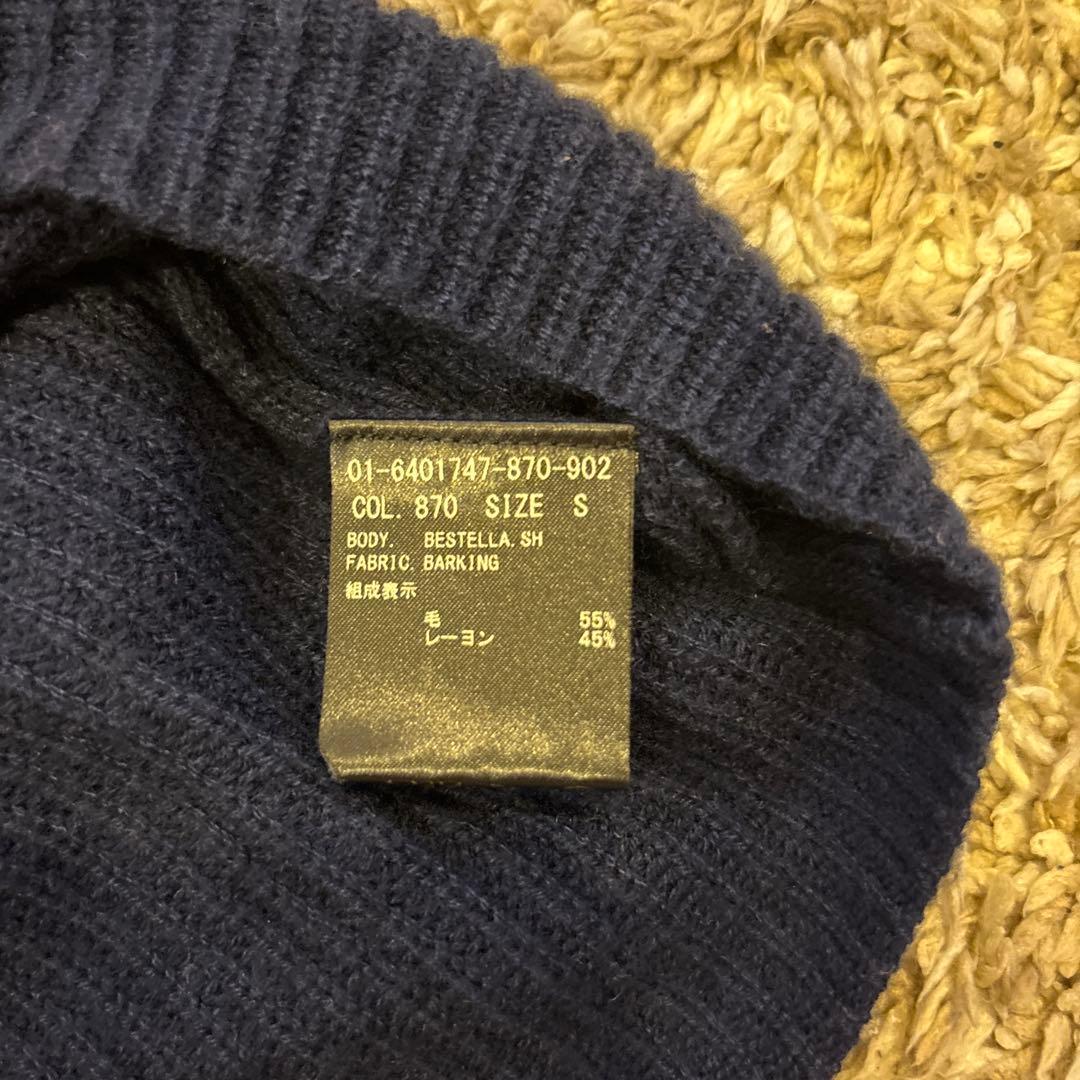 01-6401747-870-902
COL. 870 SIZE S
BODY. BESTELLA.SH
FABRIC. BARKING
組成表示
毛 55%
レーヨン 45%